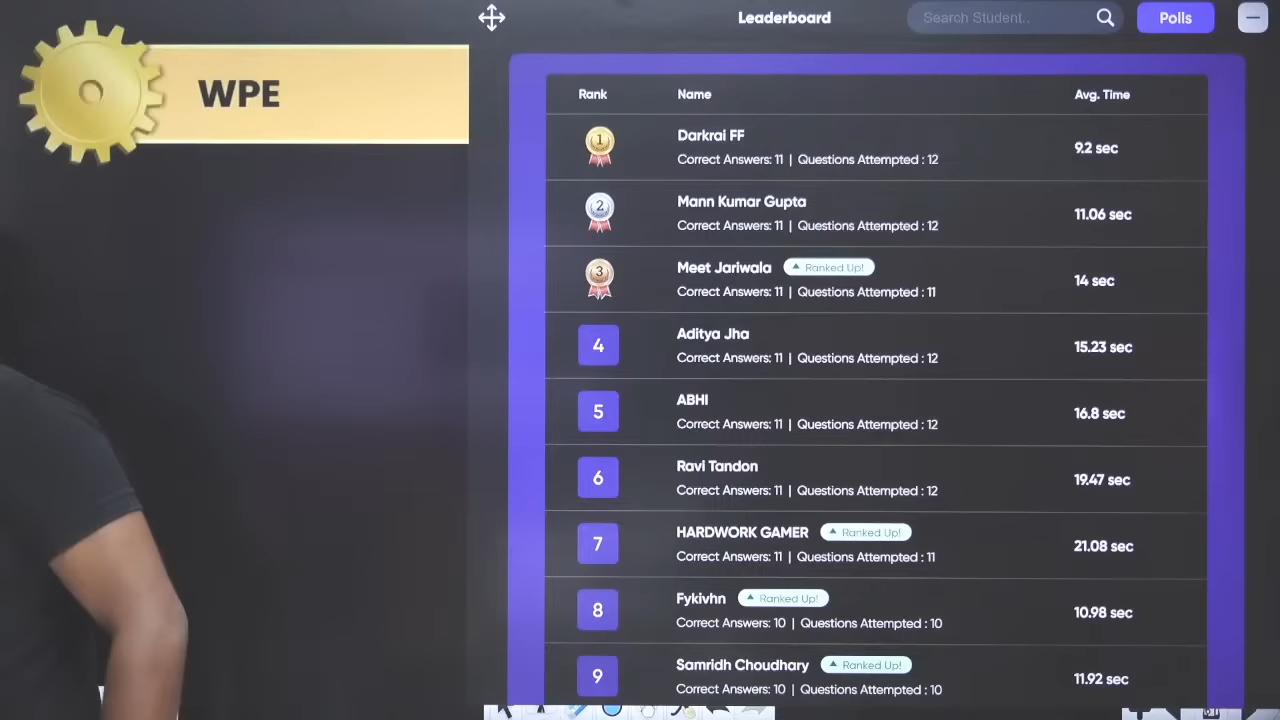 WPE
Leaderboard
Search Student..
Polls
Rank Name Avg. Time
1
Darkrai FF
Correct Answers: 11 | Questions Attempted : 12
9.2 sec
2
Mann Kumar Gupta
Correct Answers: 11 | Questions Attempted : 12
11.06 sec
3
Meet Jariwala Ranked Up!
Correct Answers: 11 | Questions Attempted : 11
14 sec
4
Aditya Jha
Correct Answers: 11 | Questions Attempted : 12
15.23 sec
5
ABHI
Correct Answers: 11 | Questions Attempted : 12
16.8 sec
6
Ravi Tandon
Correct Answers: 11 | Questions Attempted : 12
19.47 sec
7
HARDWORK GAMER Ranked Up!
Correct Answers: 11 | Questions Attempted : 11
21.08 sec
8
Fykivhn Ranked Up!
Correct Answers: 10 | Questions Attempted : 10
10.98 sec
9
Samridh Choudhary Ranked Up!
Correct Answers: 10 | Questions Attempted : 10
11.92 sec